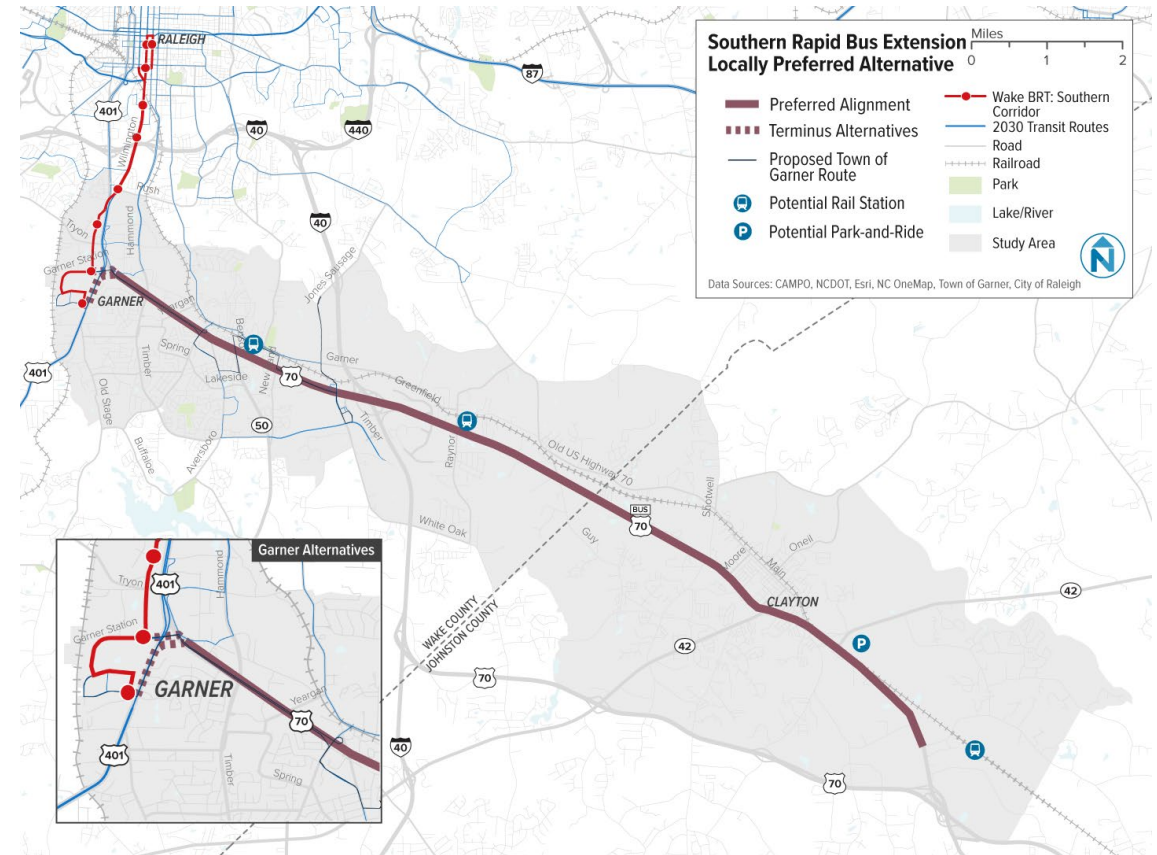 Southern Rapid Bus Extension
Locally Preferred Alternative
Miles
0 1 2
Preferred Alignment
Terminus Alternatives
Proposed Town of
Garner Route
Potential Rail Station
P Potential Park-and-Ride
Wake BRT: Southern
Corridor
2030 Transit Routes
Road
Railroad
Park
Lake/River
Study Area
N
Data Sources: CAMPO, NCDOT, Esri, NC OneMap, Town of Garner, City of Raleigh
RALEIGH
87
401
40
440
Wilmington
Rush
Tryon
Hammond
40
Garner Station
Jones Sausage
GARNER
Yeargan
401
Timber
Spring
Garner
Lakeside
70
Greenfield
Old Stage
50
Timber
Buffaloe
Aversboro
Raynor
Old US Highway 70
White Oak
Guy
BUS
70
Shotwell
Moore
Main
Oneil
CLAYTON
42
42
P
WAKE COUNTY
JOHNSTON COUNTY
70
40
70
Garner Alternatives
Tryon
401
Hammond
Garner Station
GARNER
Yeargan
70
401
Timber
Spring